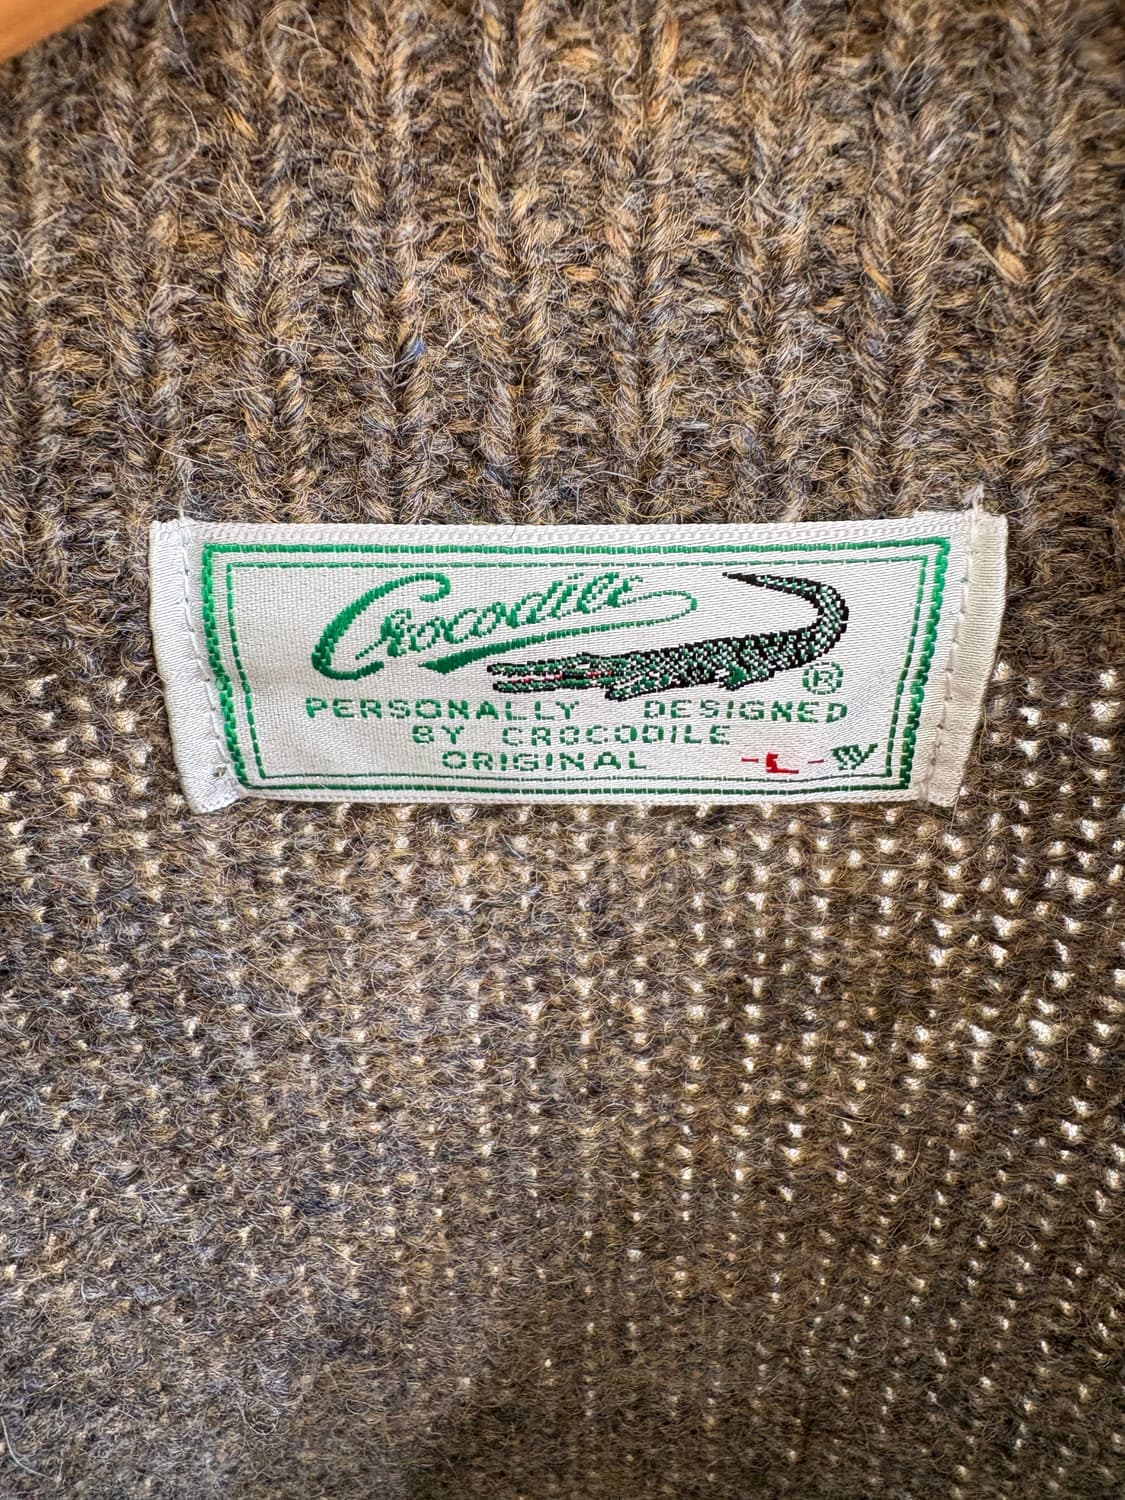 Crocodile
®
PERSONALLY DESIGNED
BY CROCODILE
ORIGINAL -L- W